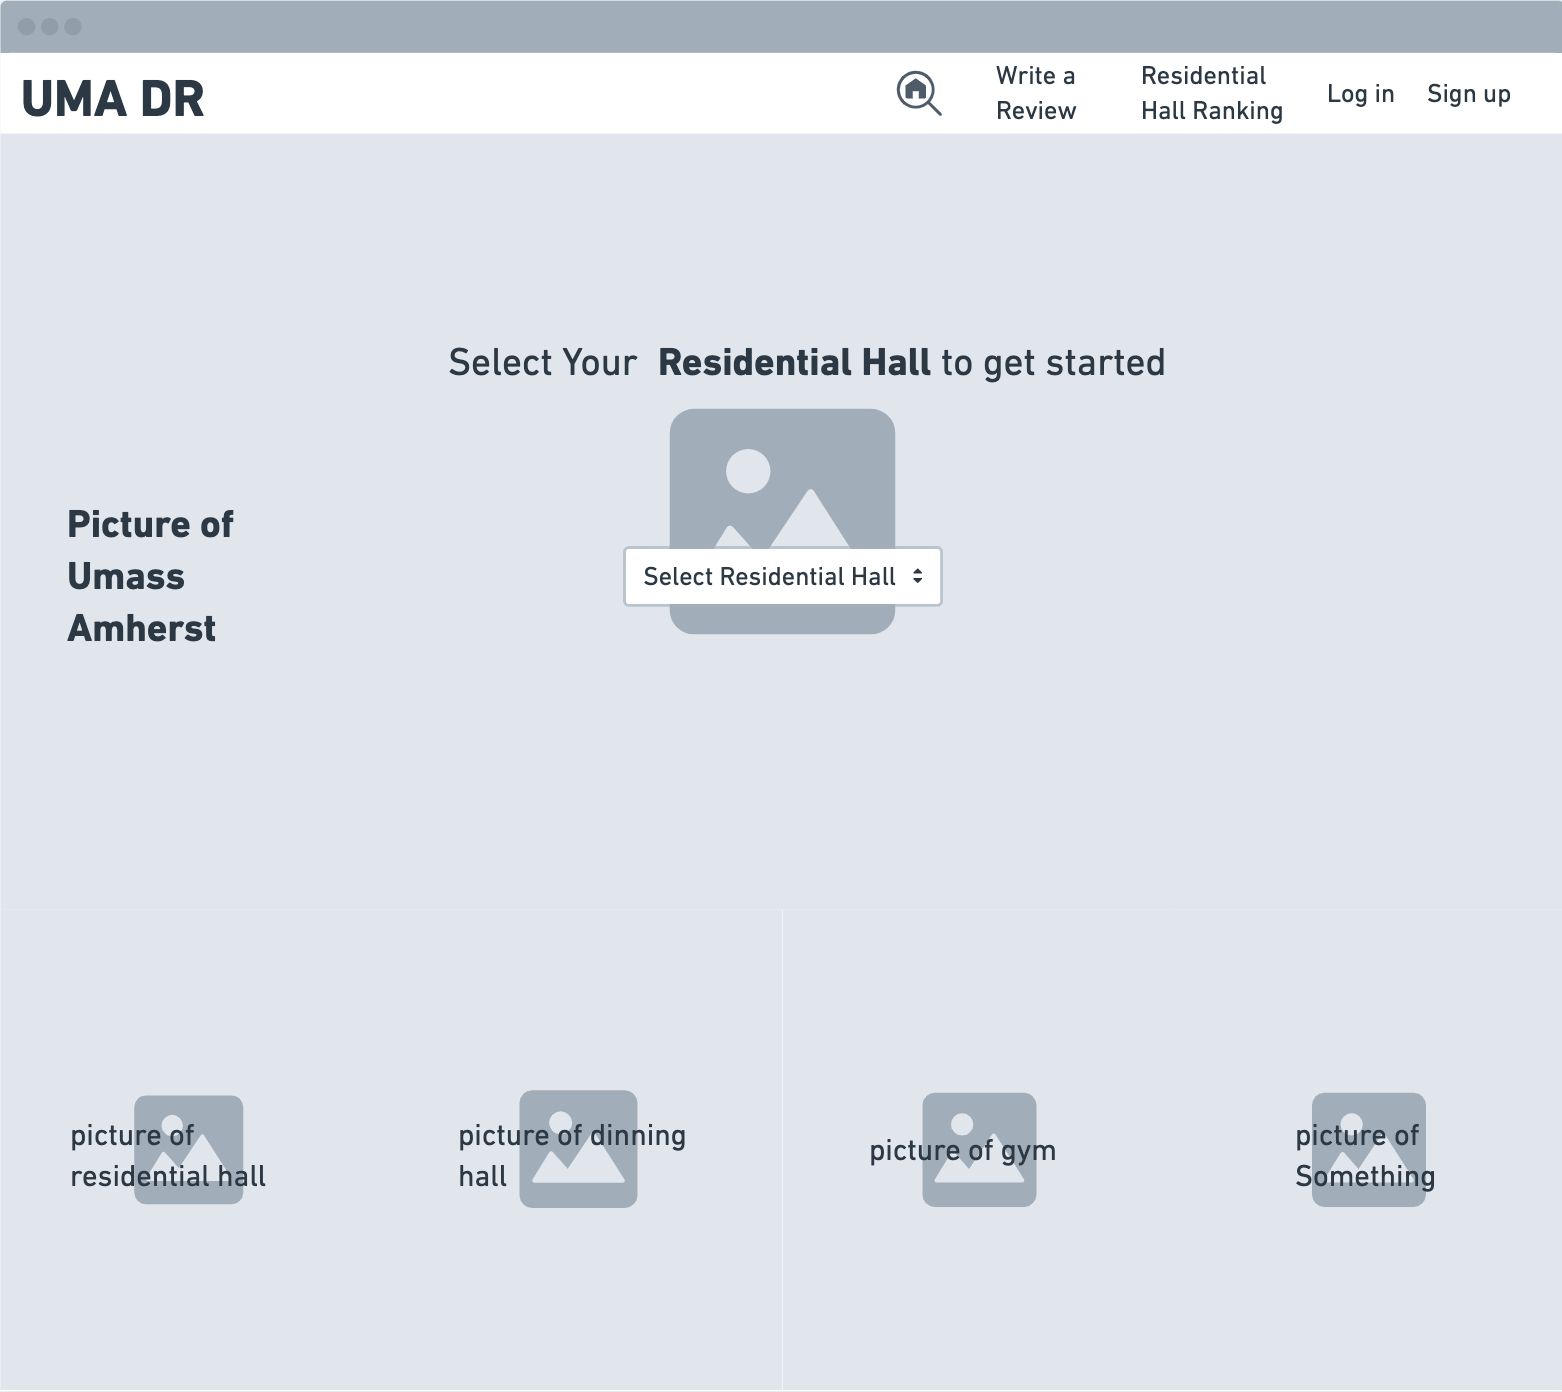 UMA DR
Write a
Review
Residential
Hall Ranking
Log in
Sign up
Select Your  Residential Hall to get started
Picture of
Umass
Amherst
Select Residential Hall
picture of
residential hall
picture of dinning
hall
picture of gym
picture of
Something